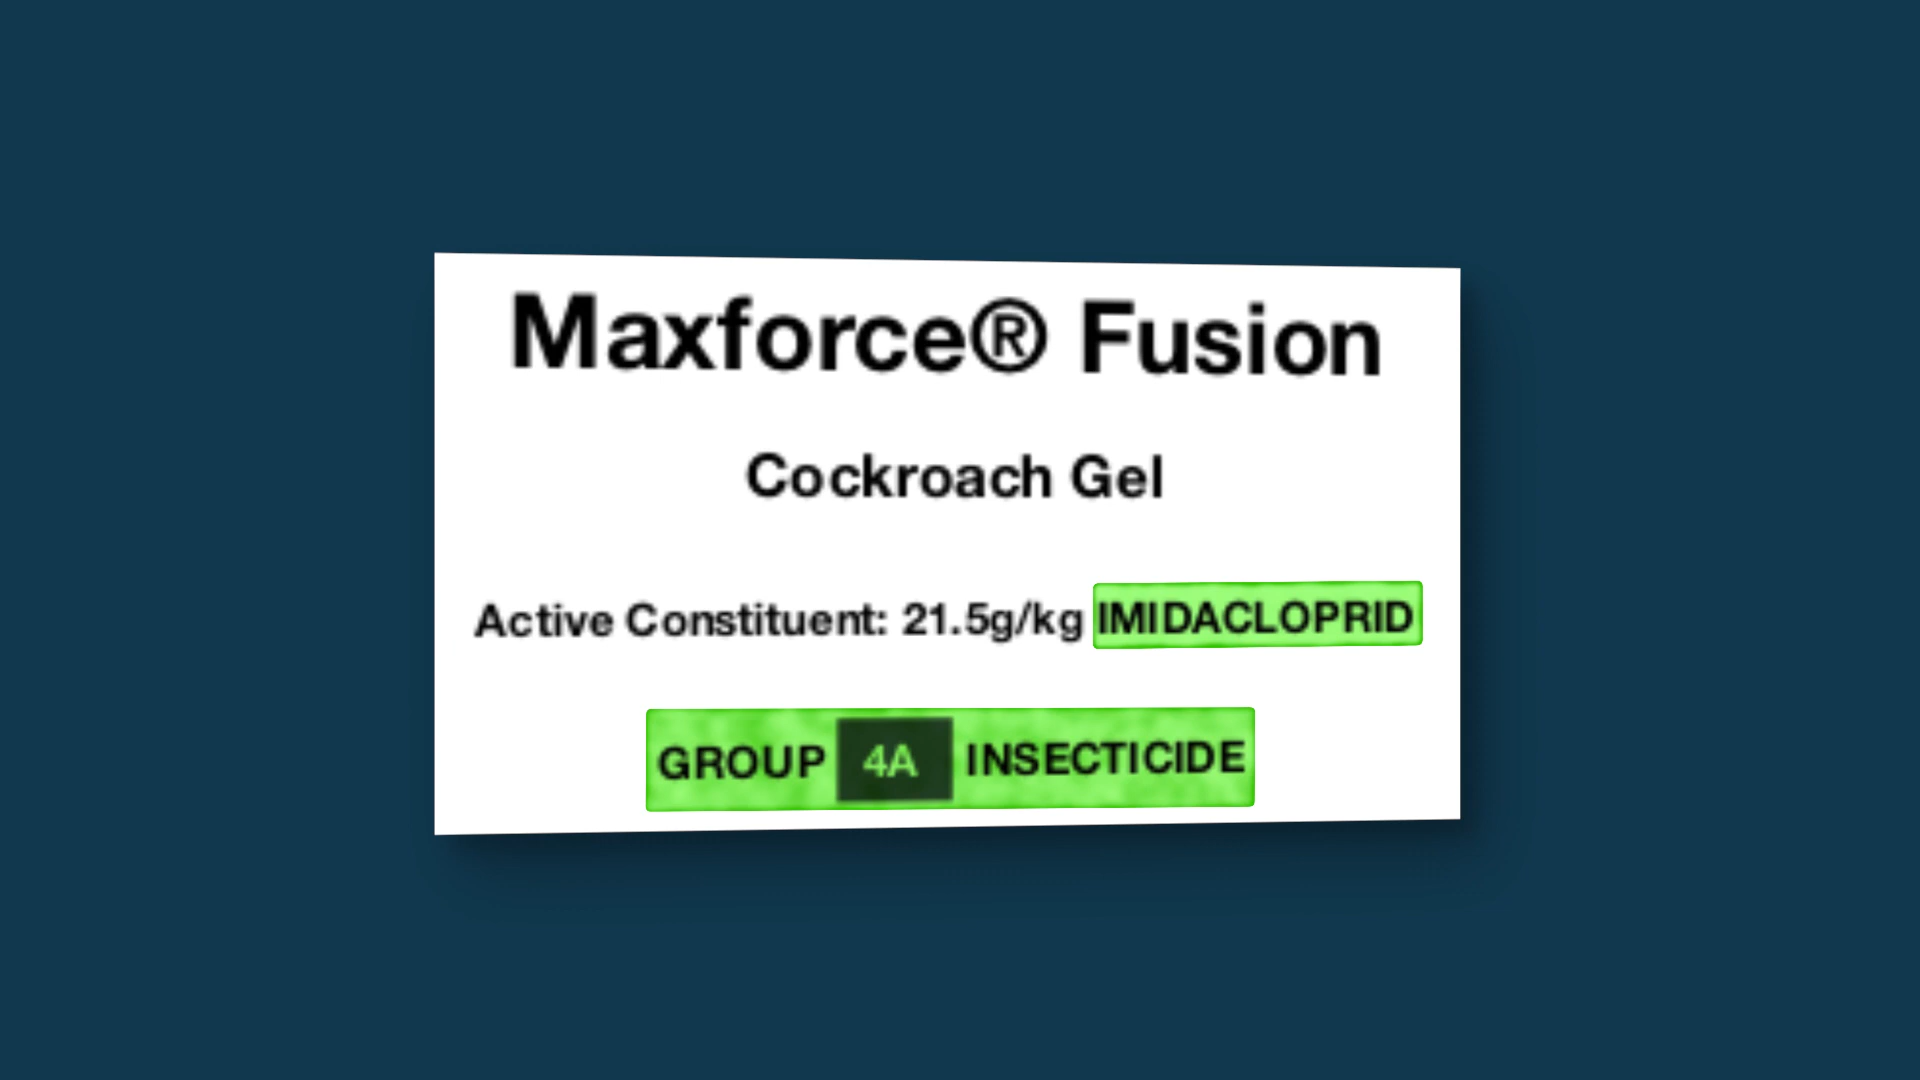 Maxforce® Fusion
Cockroach Gel
Active Constituent: 21.5g/kg IMIDACLOPRID
GROUP 4A INSECTICIDE